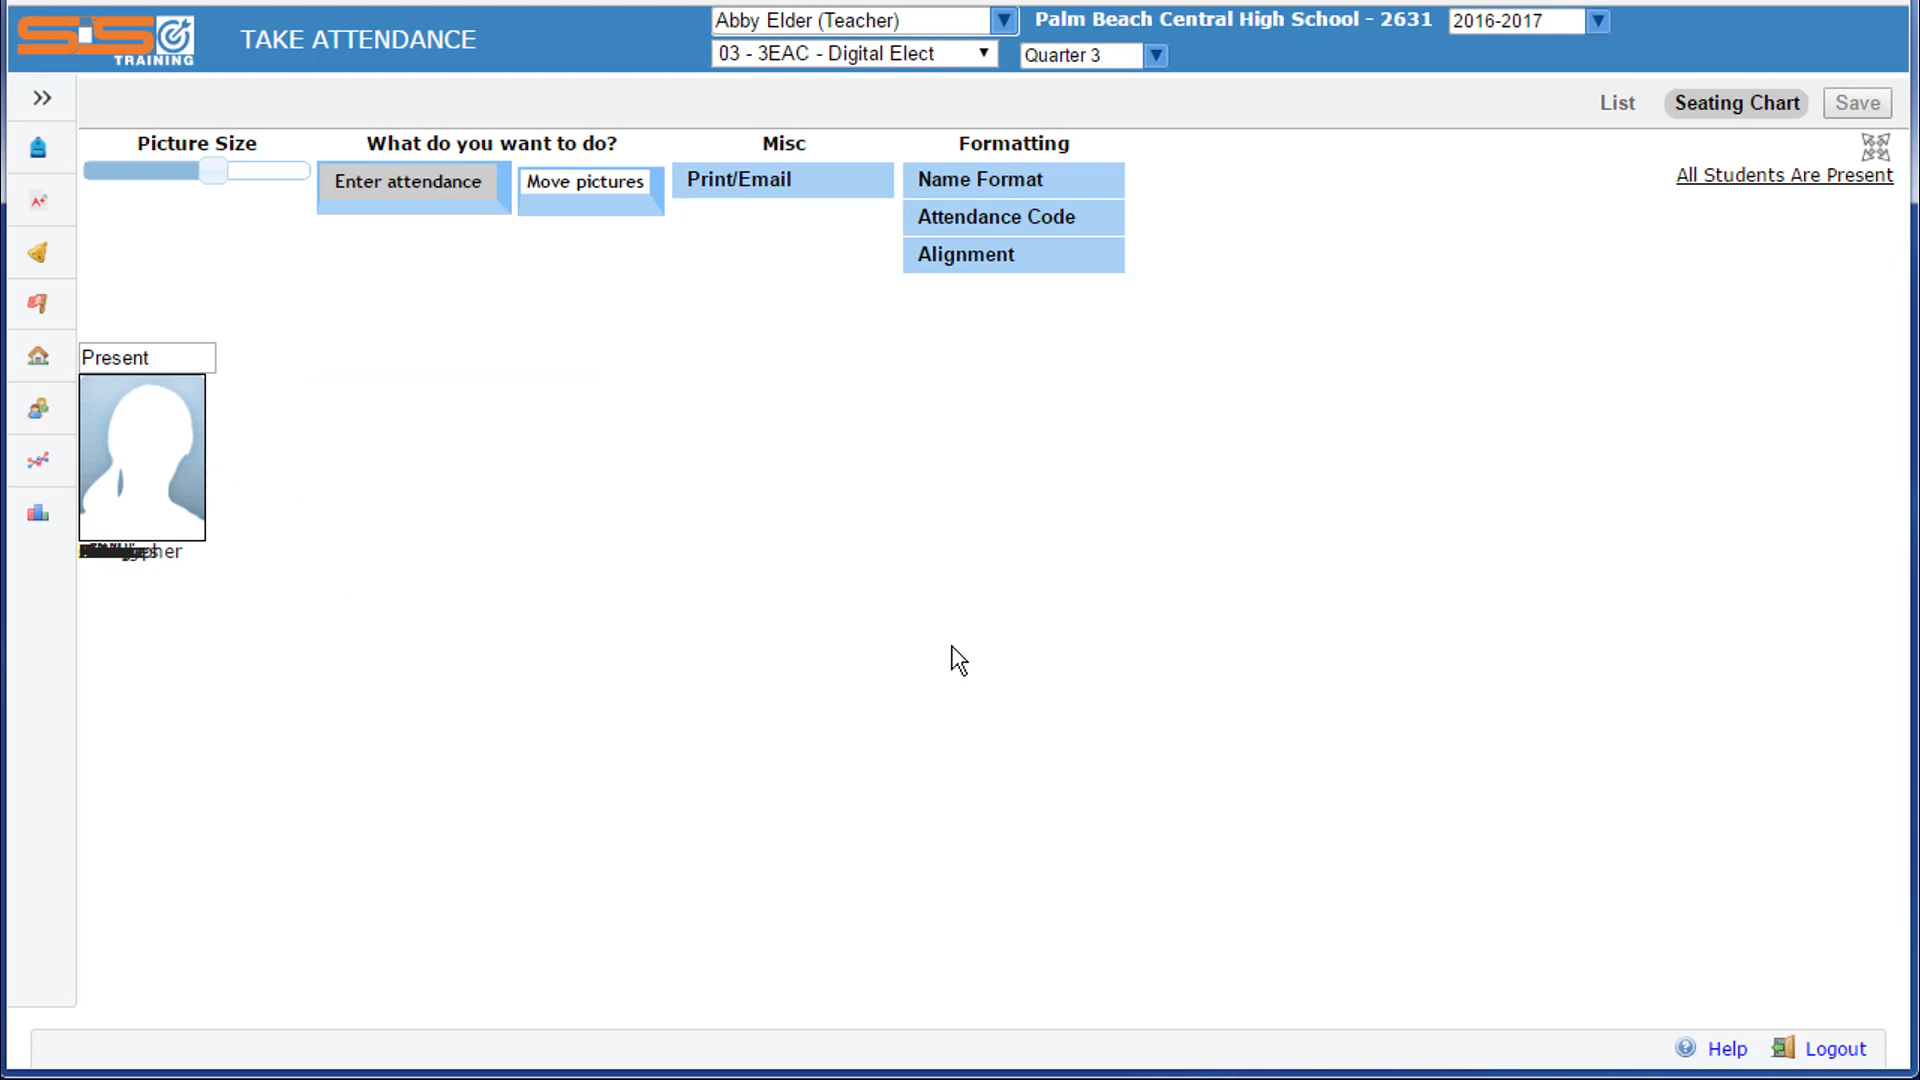 SIS
TRAINING
TAKE ATTENDANCE
Abby Elder (Teacher)
Palm Beach Central High School - 2631
2016-2017
03 - 3EAC - Digital Elect
Quarter 3
List
Seating Chart
Save
Picture Size
What do you want to do?
Misc
Formatting
Enter attendance
Move pictures
Print/Email
Name Format
Attendance Code
Alignment
All Students Are Present
A+
Present
Help
Logout